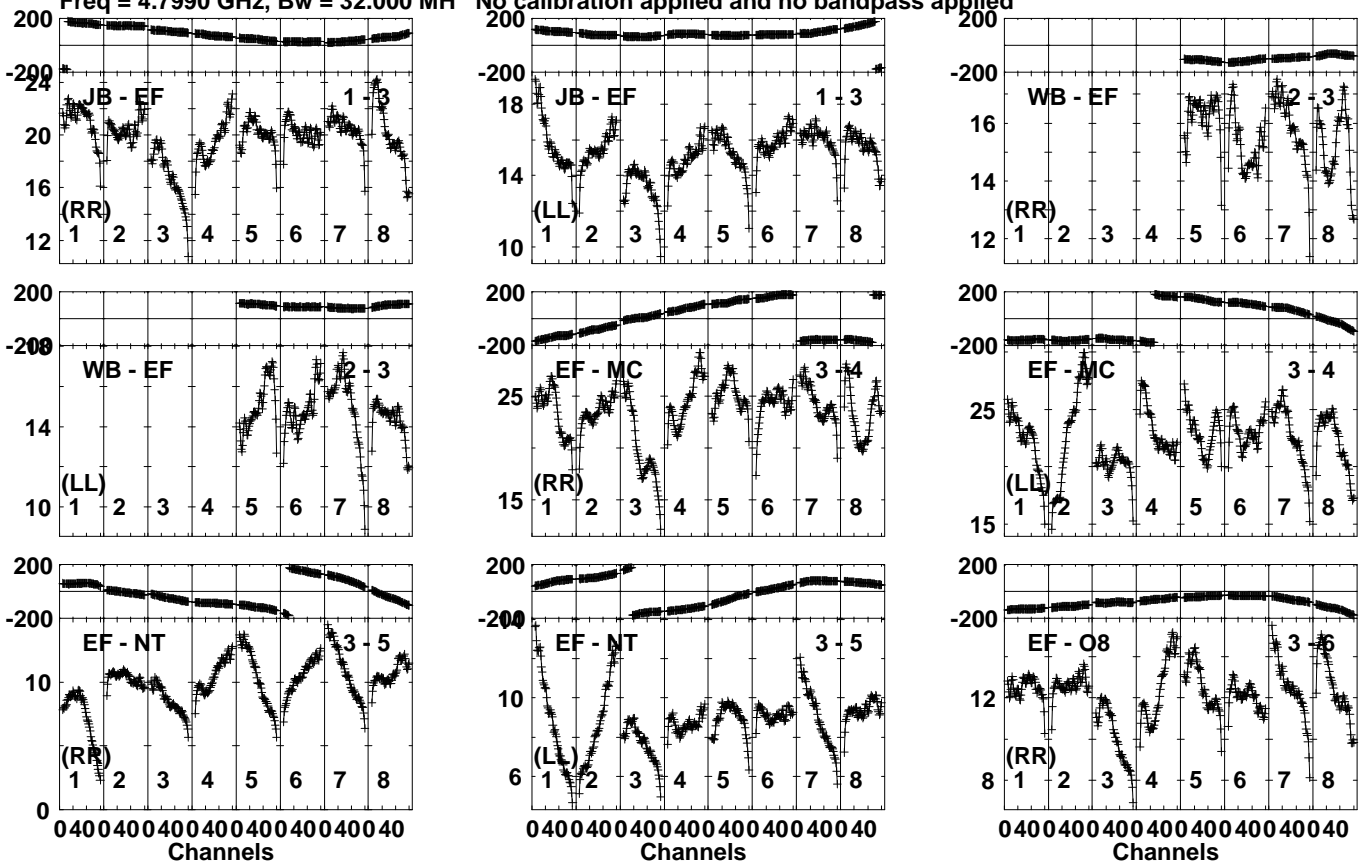 Freq = 4.7990 GHz, Bw = 32.000 MH No calibration applied and no bandpass applied
200 200 200
-200 -200 -200
24
JB - EF 1 - 3 JB - EF 1 - 3 WB - EF 2 - 3
20 18 16
16 14 14
(RR) (LL) (RR)
12 10 12
1 2 3 4 5 6 7 8 1 2 3 4 5 6 7 8 1 2 3 4 5 6 7 8
200 200 200
-200 -200 -200
18
WB - EF 2 - 3 EF - MC 3 - 4 EF - MC 3 - 4
14 25 25
(LL) (RR) (LL)
10 15 15
1 2 3 4 5 6 7 8 1 2 3 4 5 6 7 8 1 2 3 4 5 6 7 8
200 200 200
-200 -200 -200
14
EF - NT 3 - 5 EF - NT 3 - 5 EF - O8 3 - 6
10 10 12
(RR) (LL) (RR)
1 2 3 4 5 6 7 8 6 1 2 3 4 5 6 7 8 8 1 2 3 4 5 6 7 8
0
0 40 0 40 0 40 0 40 0 40 0 40 0 40 0 40 0 40 0 40 0 40 0 40 0 40 0 40 0 40 0 40 0 40 0 40 0 40 0 40 0 40 0 40 0 40 0 40
Channels Channels Channels